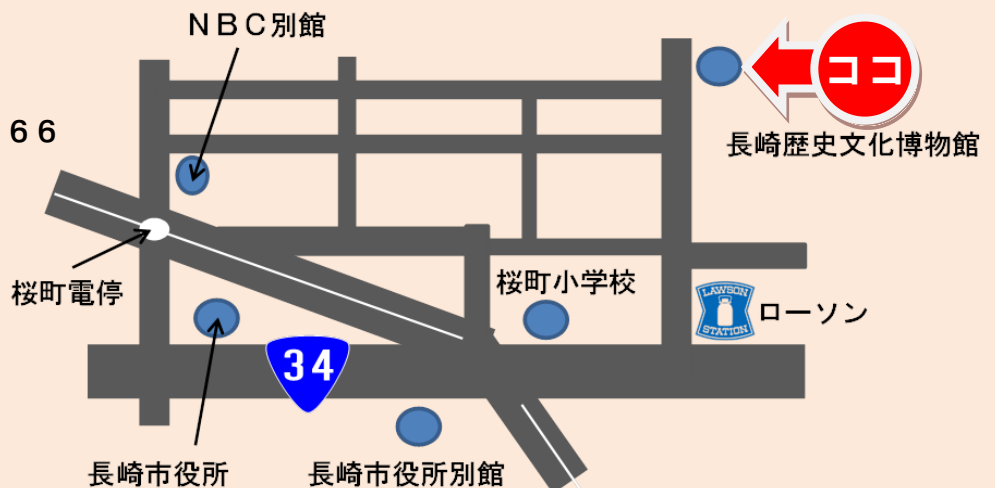 ＮＢＣ別館
ココ
６６
長崎歴史文化博物館
桜町電停
桜町小学校
LAWSON
STATION
ローソン
34
長崎市役所
長崎市役所別館